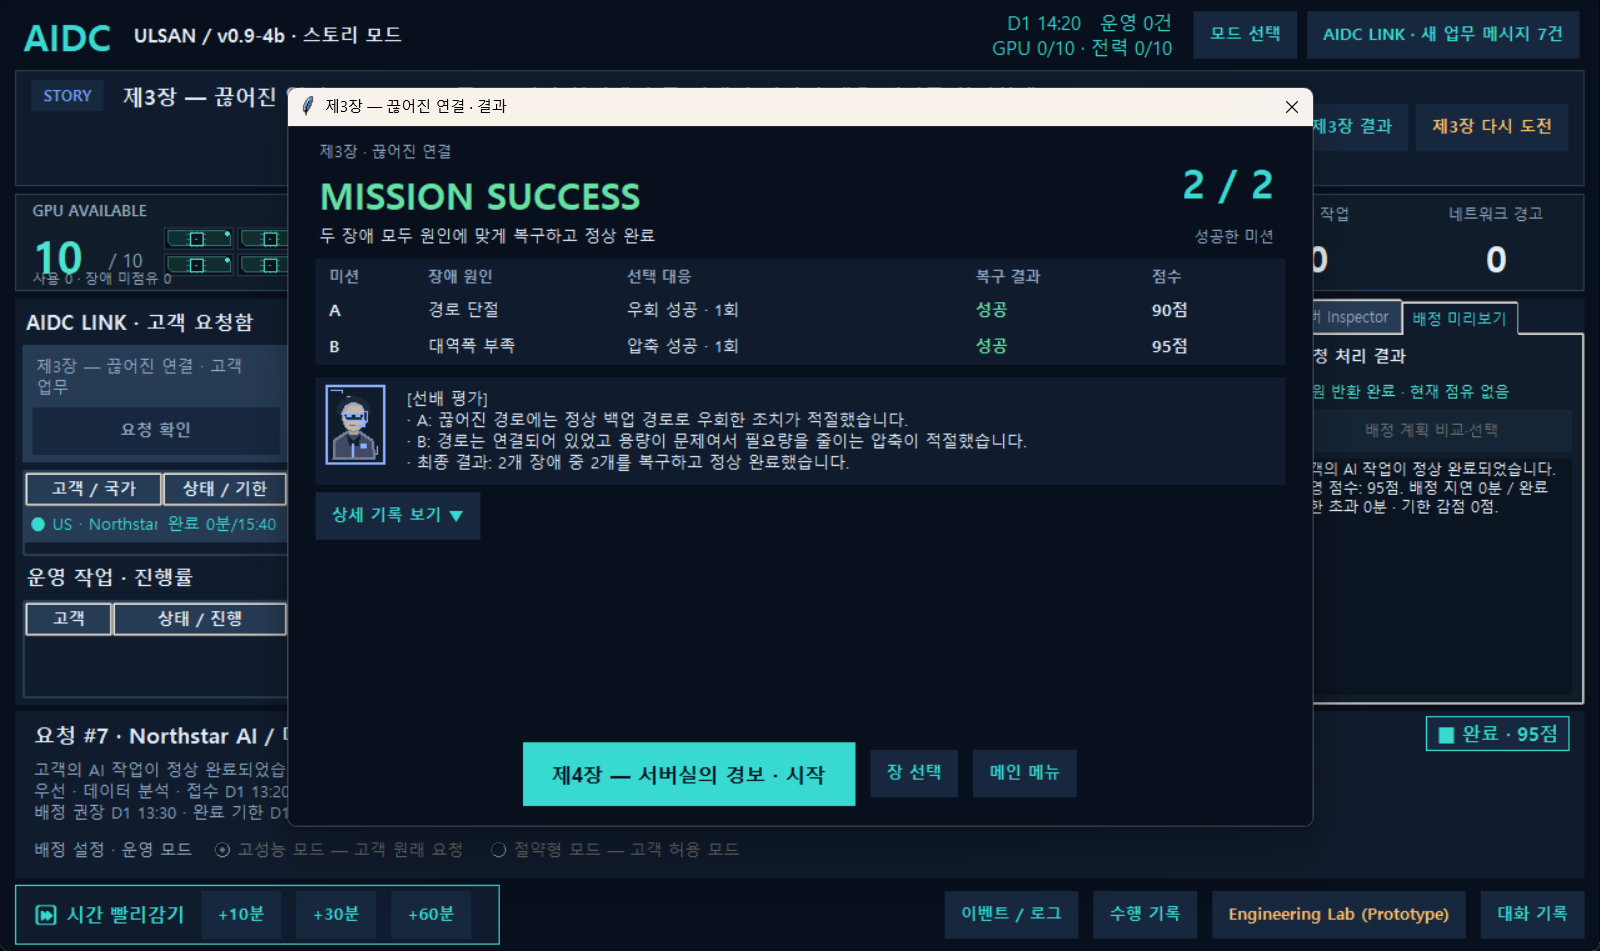 AIDC
ULSAN / v0.9-4b · 스토리 모드
D1 14:20 운영 0건
GPU 0/10 · 전력 0/10
모드 선택
AIDC LINK · 새 업무 메시지 7건
STORY
제3장 — 끊어진
제3장 결과
제3장 다시 도전
제3장 — 끊어진 연결 · 결과
제3장 · 끊어진 연결
MISSION SUCCESS
2 / 2
두 장애 모두 원인에 맞게 복구하고 정상 완료
성공한 미션
미션 장애 원인 선택 대응 복구 결과 점수
A 경로 단절 우회 성공 · 1회 성공 90점
B 대역폭 부족 압축 성공 · 1회 성공 95점
[선배 평가]
· A: 끊어진 경로에는 정상 백업 경로로 우회한 조치가 적절했습니다.
· B: 경로는 연결되어 있었고 용량이 문제여서 필요량을 줄이는 압축이 적절했습니다.
· 최종 결과: 2개 장애 중 2개를 복구하고 정상 완료했습니다.
상세 기록 보기 ▼
제4장 — 서버실의 경보 · 시작
장 선택
메인 메뉴
GPU AVAILABLE
10 / 10
사용 0 · 장애 미점유 0
작업
0
네트워크 경고
0
AIDC LINK · 고객 요청함
제3장 — 끊어진 연결 · 고객
업무
요청 확인
고객 / 국가 상태 / 기한
US · Northstar 완료 0분/15:40
운영 작업 · 진행률
고객 상태 / 진행
Inspector
배정 미리보기
청 처리 결과
원 반환 완료 · 현재 점유 없음
배정 계획 비교·선택
객의 AI 작업이 정상 완료되었습니다.
영 점수: 95점. 배정 지연 0분 / 완료
한 초과 0분 · 기한 감점 0점.
요청 #7 · Northstar AI /
■ 완료 · 95점
고객의 AI 작업이 정상 완료되었습
우선 · 데이터 분석 · 접수 D1 13:20
배정 권장 D1 13:30 · 완료 기한 D1
배정 설정 · 운영 모드 고성능 모드 — 고객 원래 요청 절약형 모드 — 고객 허용 모드
시간 빨리감기
+10분
+30분
+60분
이벤트 / 로그
수행 기록
Engineering Lab (Prototype)
대화 기록